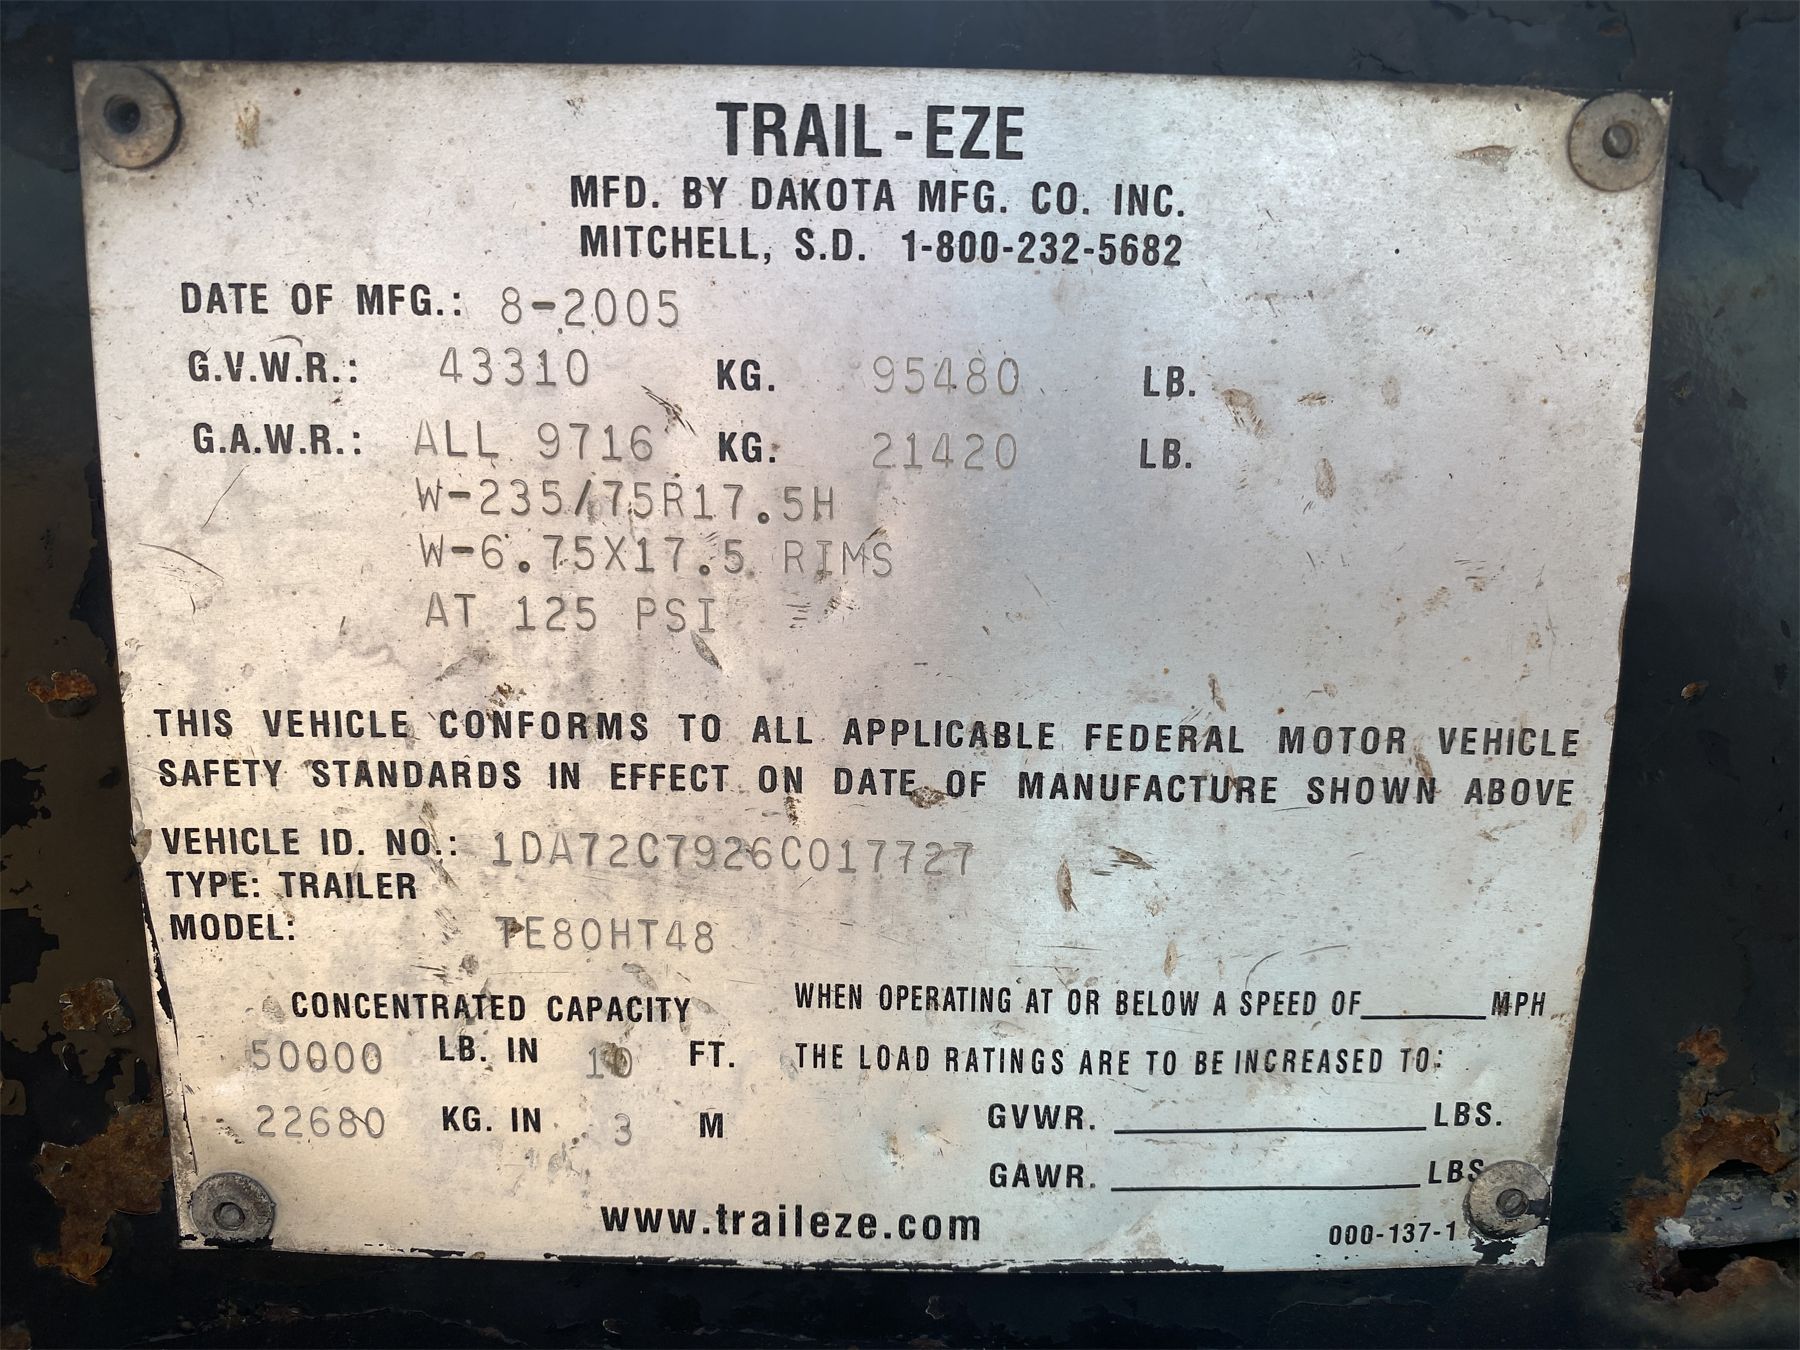 TRAIL-EZE
MFD. BY DAKOTA MFG. CO. INC.
MITCHELL, S.D. 1-800-232-5682
DATE OF MFG.: 8-2005
G.V.W.R.: 43310 KG. 95480 LB.
G.A.W.R.: ALL 9716 KG. 21420 LB.
W-235/75R17.5H
W-6.75X17.5 RIMS
AT 125 PSI
THIS VEHICLE CONFORMS TO ALL APPLICABLE FEDERAL MOTOR VEHICLE
SAFETY STANDARDS IN EFFECT ON DATE OF MANUFACTURE SHOWN ABOVE
VEHICLE ID. NO.: 1DA72C7926C017727
TYPE: TRAILER
MODEL: TE80HT48
CONCENTRATED CAPACITY
50000 LB. IN 10 FT.
22680 KG. IN 3 M
WHEN OPERATING AT OR BELOW A SPEED OF______MPH
THE LOAD RATINGS ARE TO BE INCREASED TO:
GVWR. ______ LBS.
GAWR. ______ LBS
www.traileze.com
000-137-1